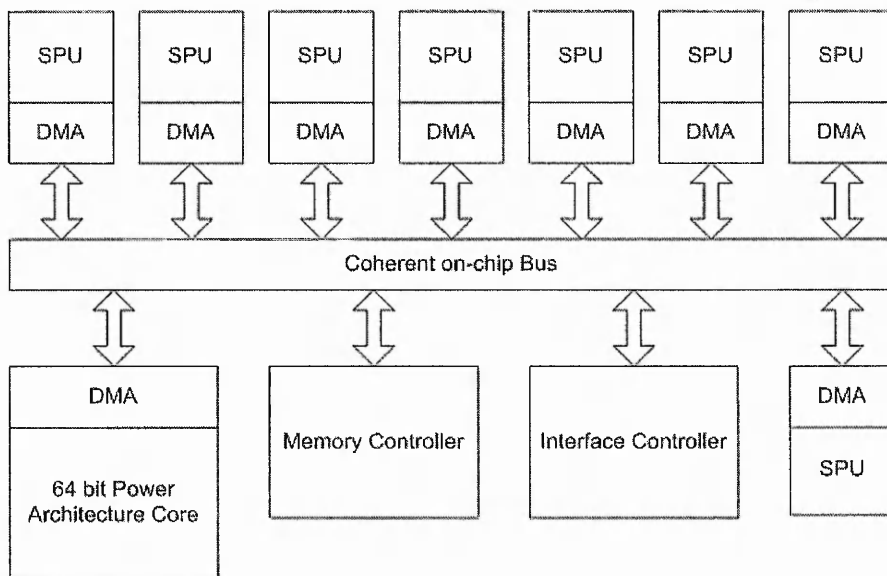 SPU SPU SPU SPU SPU SPU SPU
DMA DMA DMA DMA DMA DMA DMA
Coherent on-chip Bus
DMA
64 bit Power
Architecture Core
Memory Controller
Interface Controller
DMA
SPU